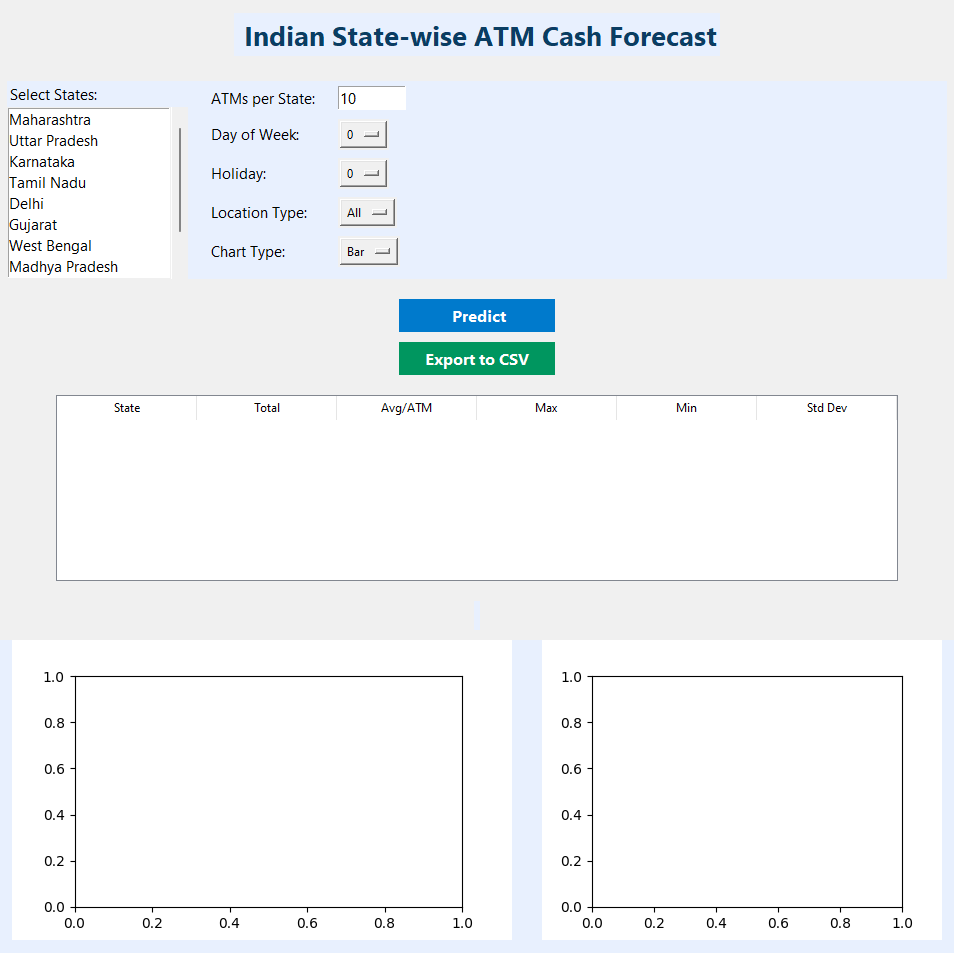 Indian State-wise ATM Cash Forecast
Select States:
Maharashtra
Uttar Pradesh
Karnataka
Tamil Nadu
Delhi
Gujarat
West Bengal
Madhya Pradesh
ATMs per State: 10
Day of Week: 0
Holiday: 0
Location Type: All
Chart Type: Bar
Predict
Export to CSV
State Total Avg/ATM Max Min Std Dev
1.0
0.8
0.6
0.4
0.2
0.0
0.0 0.2 0.4 0.6 0.8 1.0
1.0
0.8
0.6
0.4
0.2
0.0
0.0 0.2 0.4 0.6 0.8 1.0